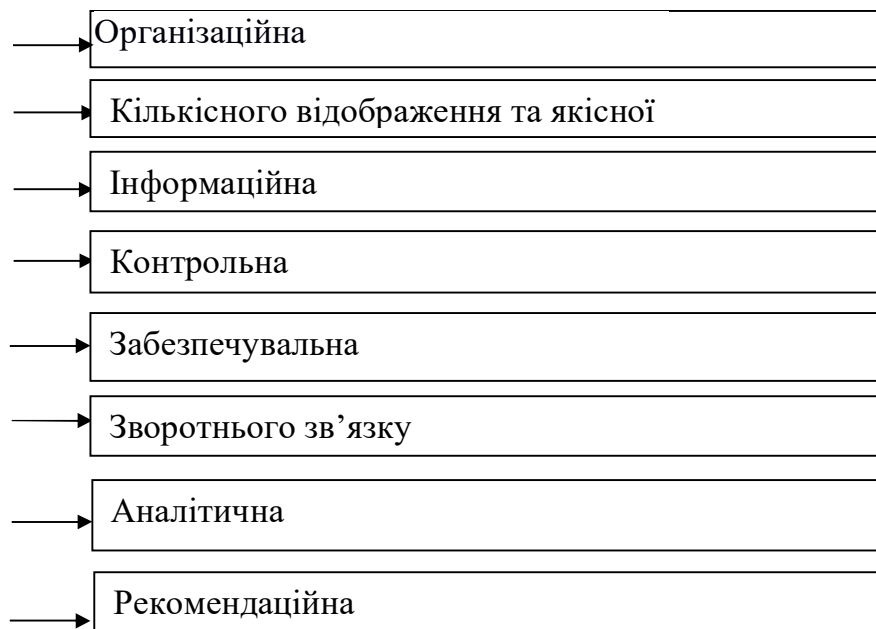 Організаційна
Кількісного відображення та якісної
Інформаційна
Контрольна
Забезпечувальна
Зворотнього зв’язку
Аналітична
Рекомендаційна